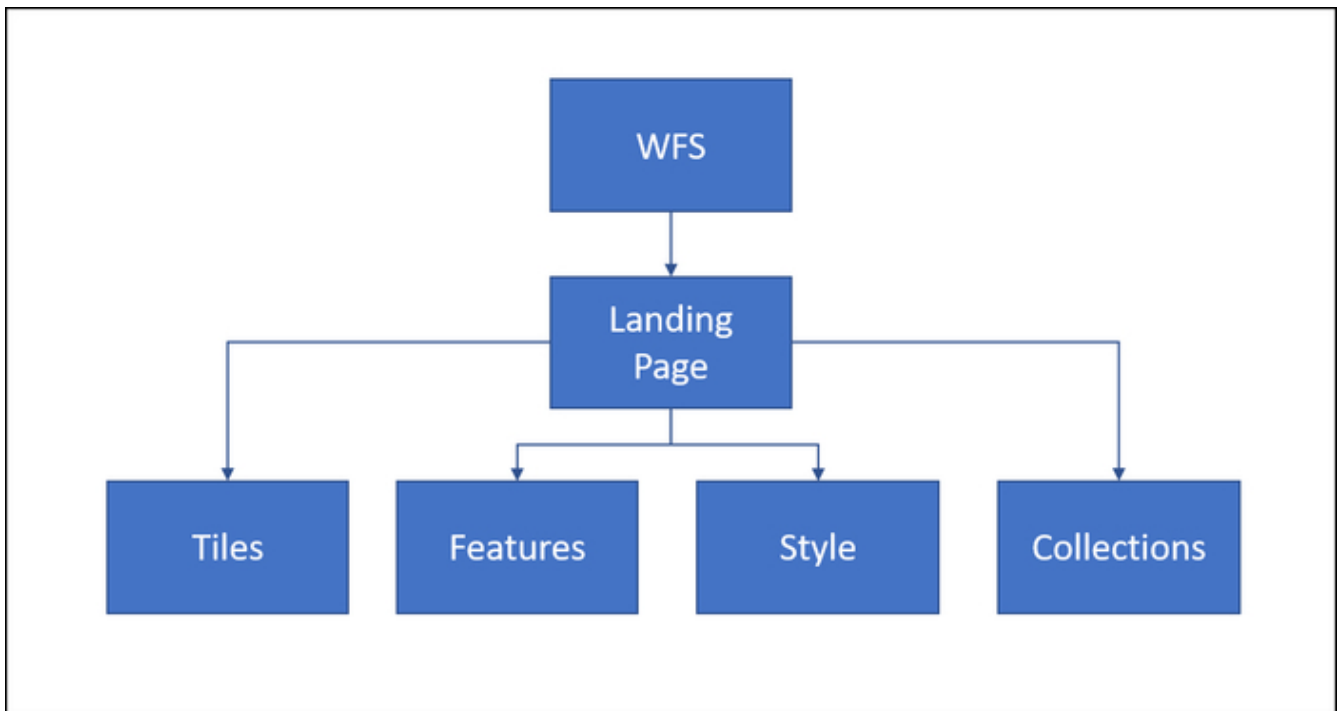 WFS
Landing
Page
Tiles
Features
Style
Collections